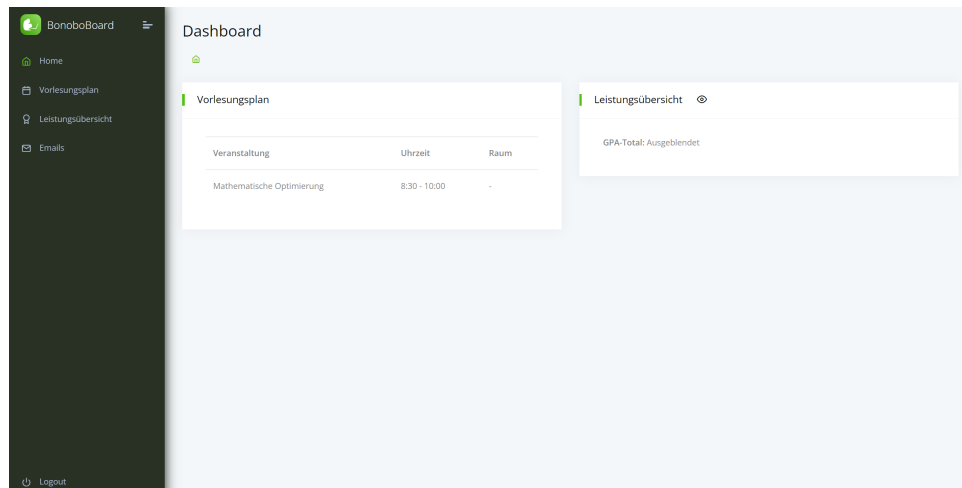 BonoboBoard
Home
Vorlesungsplan
Leistungsübersicht
Emails
Logout
Dashboard
Vorlesungsplan
Veranstaltung Uhrzeit Raum
Mathematische Optimierung 8:30 - 10:00 -
Leistungsübersicht
GPA-Total: Ausgeblendet